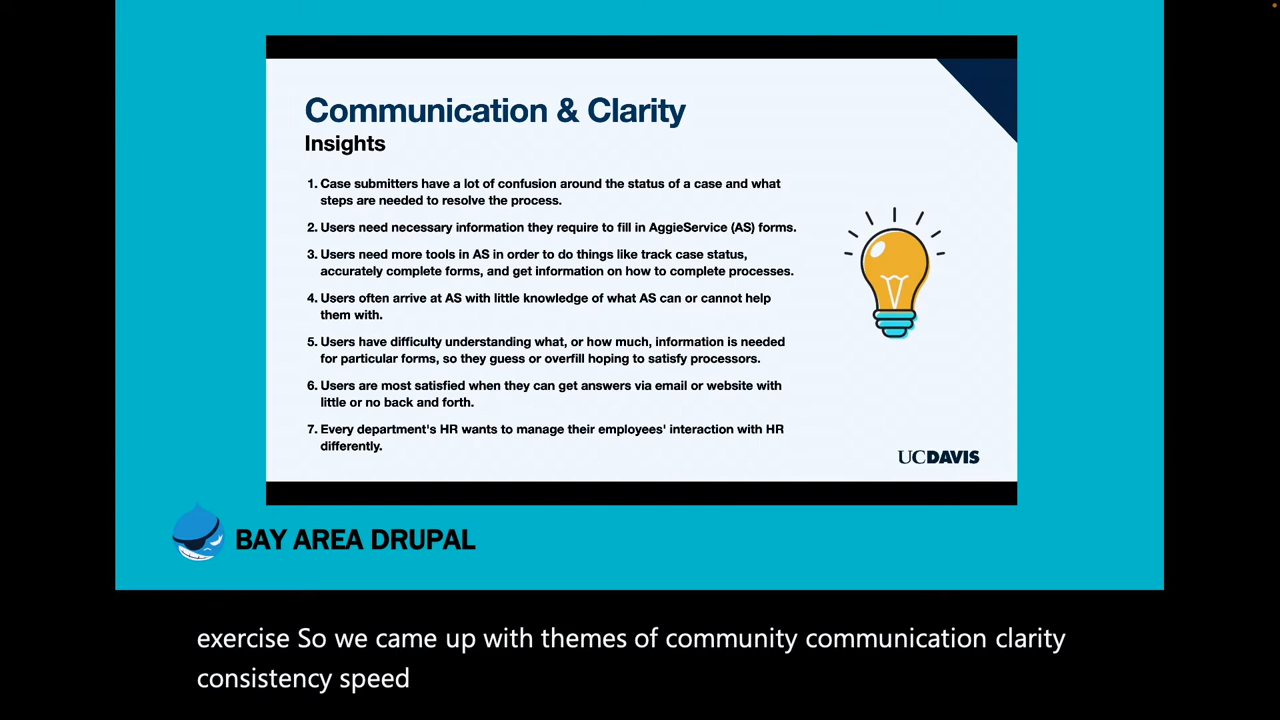 Communication & Clarity
Insights
1. Case submitters have a lot of confusion around the status of a case and what
steps are needed to resolve the process.
2. Users need necessary information they require to fill in AggieService (AS) forms.
3. Users need more tools in AS in order to do things like track case status,
accurately complete forms, and get information on how to complete processes.
4. Users often arrive at AS with little knowledge of what AS can or cannot help
them with.
5. Users have difficulty understanding what, or how much, information is needed
for particular forms, so they guess or overfill hoping to satisfy processors.
6. Users are most satisfied when they can get answers via email or website with
little or no back and forth.
7. Every department's HR wants to manage their employees' interaction with HR
differently.
UCDAVIS
BAY AREA DRUPAL
exercise So we came up with themes of community communication clarity
consistency speed